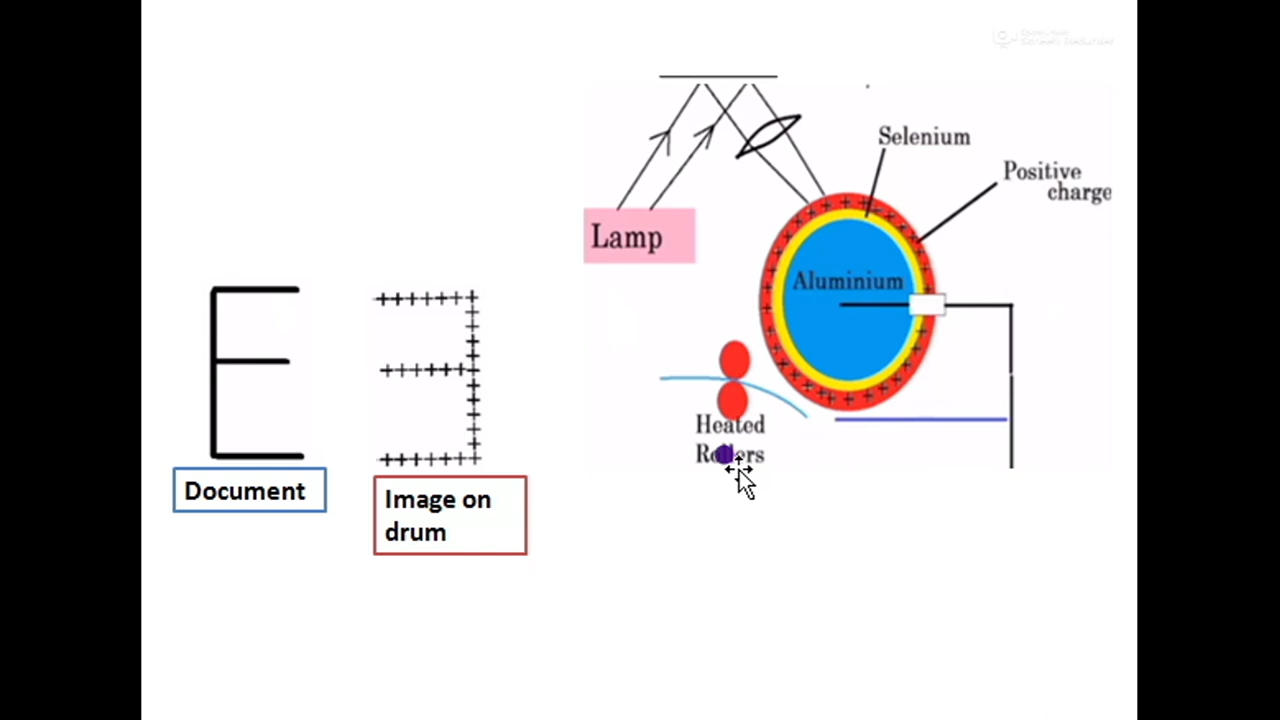 Selenium
Positive
charge
Lamp
Aluminium
Heated
Rollers
E
Document
Image on
drum